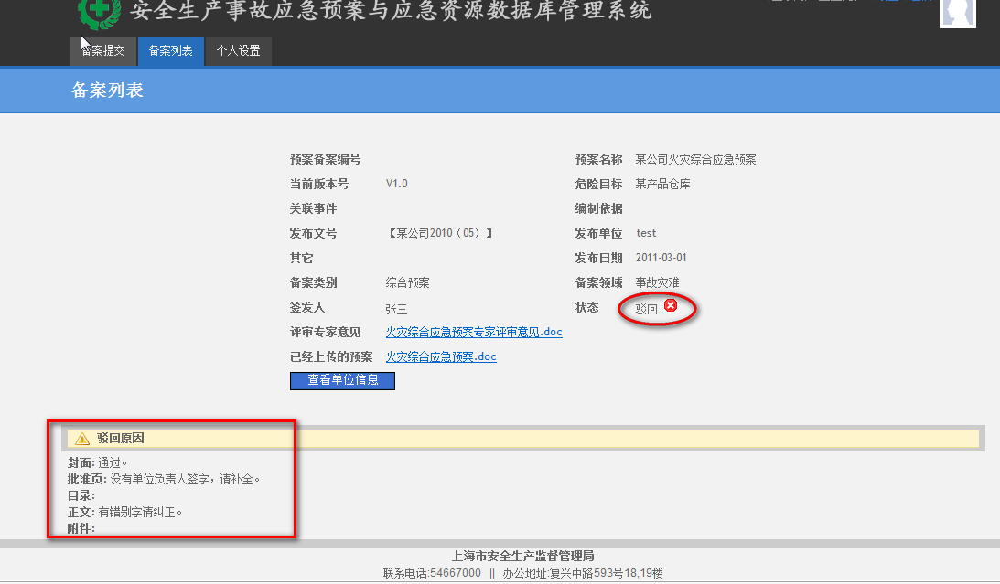 安全生产事故应急预案与应急资源数据库管理系统
备案提交 备案列表 个人设置
备案列表
预案备案编号 预案名称 某公司火灾综合应急预案
当前版本号 V1.0 危险目标 某产品仓库
关联事件 编制依据
发布文号 【某公司2010（05）】 发布单位 test
其它 发布日期 2011-03-01
备案类别 综合预案 备案领域 事故灾难
签发人 张三 状态 驳回
评审专家意见 火灾综合应急预案专家评审意见.doc
已经上传的预案 火灾综合应急预案.doc
查看单位信息
驳回原因
封面: 通过。
批准页: 没有单位负责人签字，请补全。
目录:
正文: 有错别字请纠正。
附件:
上海市安全生产监督管理局
联系电话:54667000 || 办公地址:复兴中路593号18,19楼